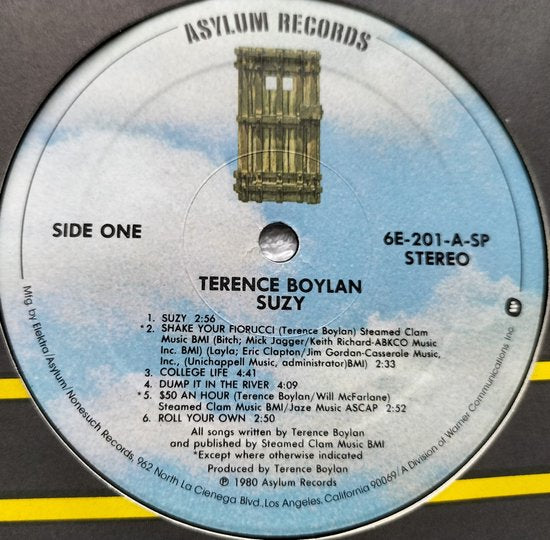 ASYLUM RECORDS
SIDE ONE
6E-201-A-SP
STEREO
TERENCE BOYLAN
SUZY
1. SUZY 2:56
*2. SHAKE YOUR FIORUCCI (Terence Boylan) Steamed Clam
Music BMI (Bitch; Mick Jagger/Keith Richard-ABKCO Music
Inc. BMI) (Layla; Eric Clapton/Jim Gordan-Casserole Music,
Inc., (Unichappell Music, administrator)BMI) 2:33
3. COLLEGE LIFE 4:41
4. DUMP IT IN THE RIVER 4:09
*5. $50 AN HOUR (Terence Boylan/Will McFarlane)
Steamed Clam Music BMI/Jaze Music ASCAP 2:52
6. ROLL YOUR OWN 2:50
All songs written by Terence Boylan
and published by Steamed Clam Music BMI
*Except where otherwise indicated
Produced by Terence Boylan
℗ 1980 Asylum Records
Mfg. by Elektra/Asylum/Nonesuch Records, 962 North La Cienega Blvd., Los Angeles, California 90069/A Division of Warner Communications Inc.